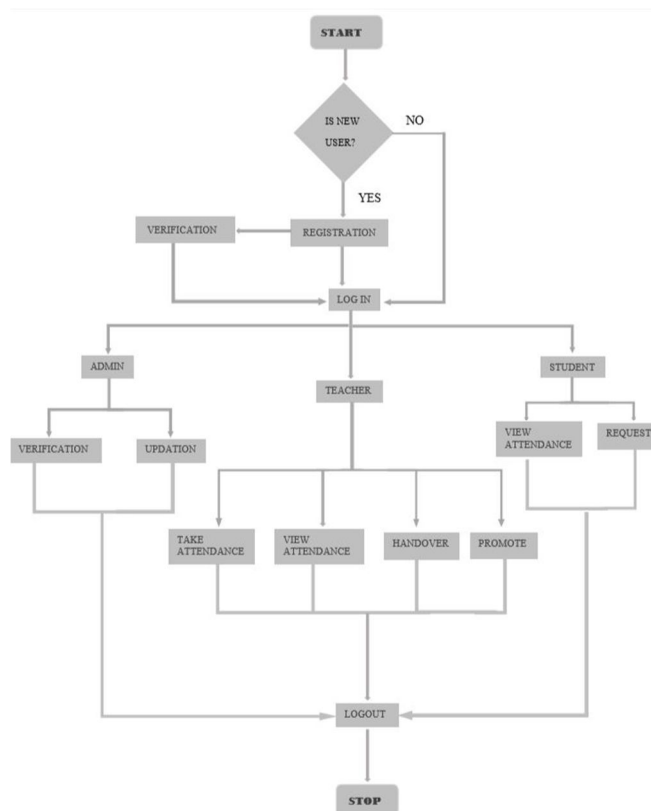 START
IS NEW
USER?
NO
YES
VERIFICATION
REGISTRATION
LOG IN
ADMIN
TEACHER
STUDENT
VERIFICATION
UPDATION
VIEW
ATTENDANCE
REQUEST
TAKE
ATTENDANCE
VIEW
ATTENDANCE
HANDOVER
PROMOTE
LOGOUT
STOP